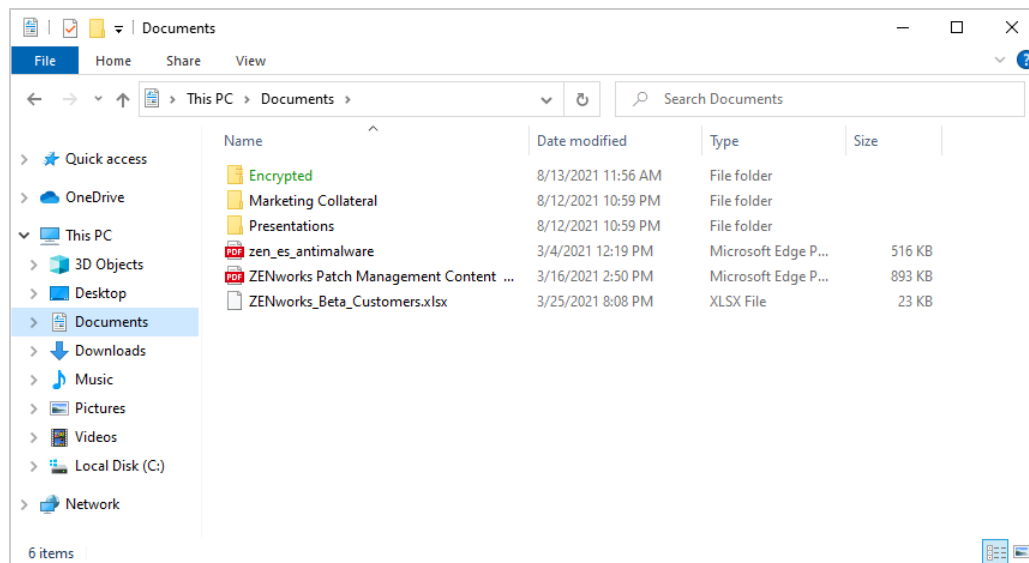 Documents
File Home Share View ?
This PC > Documents > Search Documents
Name Date modified Type Size
Quick access
OneDrive
This PC
3D Objects
Desktop
Documents
Downloads
Music
Pictures
Videos
Local Disk (C:)
Network
Encrypted 8/13/2021 11:56 AM File folder
Marketing Collateral 8/12/2021 10:59 PM File folder
Presentations 8/12/2021 10:59 PM File folder
PDF zen_es_antimalware 3/4/2021 12:19 PM Microsoft Edge P... 516 KB
PDF ZENworks Patch Management Content ... 3/16/2021 2:50 PM Microsoft Edge P... 893 KB
ZENworks_Beta_Customers.xlsx 3/25/2021 8:08 PM XLSX File 23 KB
6 items